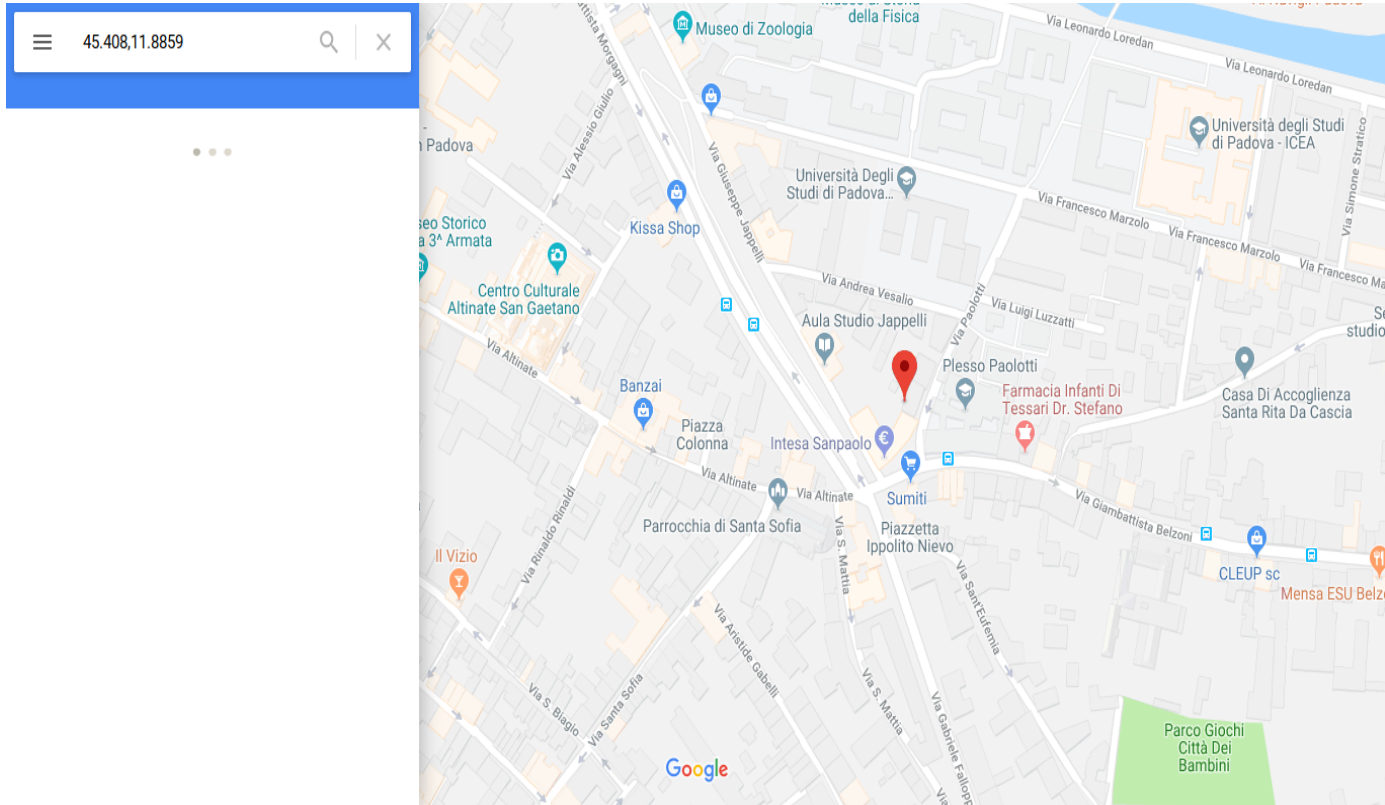 45.408,11.8859
della Fisica
Museo di Zoologia
Via Leonardo Loredan
Via Leonardo Loredan
Università degli Studi
di Padova - ICEA
Via Simone Stratico
Morgagni
Via Alessio Giulio
Padova
Via Giuseppe Jappelli
Università Degli
Studi di Padova...
Via Francesco Marzolo
Via Francesco Marzolo
Via Francesco
Kissa Shop
Storico
3^ Armata
Centro Culturale
Altinate San Gaetano
Via Andrea Vesalio
Via Paolotti
Via Luigi Luzzatti
Aula Studio Jappelli
studio
Via Altinate
Plesso Paolotti
Farmacia Infanti Di
Tessari Dr. Stefano
Casa Di Accoglienza
Santa Rita Da Cascia
Banzai
Piazza
Colonna
Intesa Sanpaolo
€
Via Altinate
Via Altinate
Sumiti
Via Rinaldo Rinaldi
Parrocchia di Santa Sofia
Via S. Mattia
Piazzetta
Ippolito Nievo
Via Giambattista Belzoni
Il Vizio
CLEUP sc
Mensa ESU
Via Sant'Eufemia
Via Aristide Gabelli
Via S. Biagio
Via Santa Sofia
Via S. Mattia
Via Gabriele
Parco Giochi
Città Dei
Bambini
Google